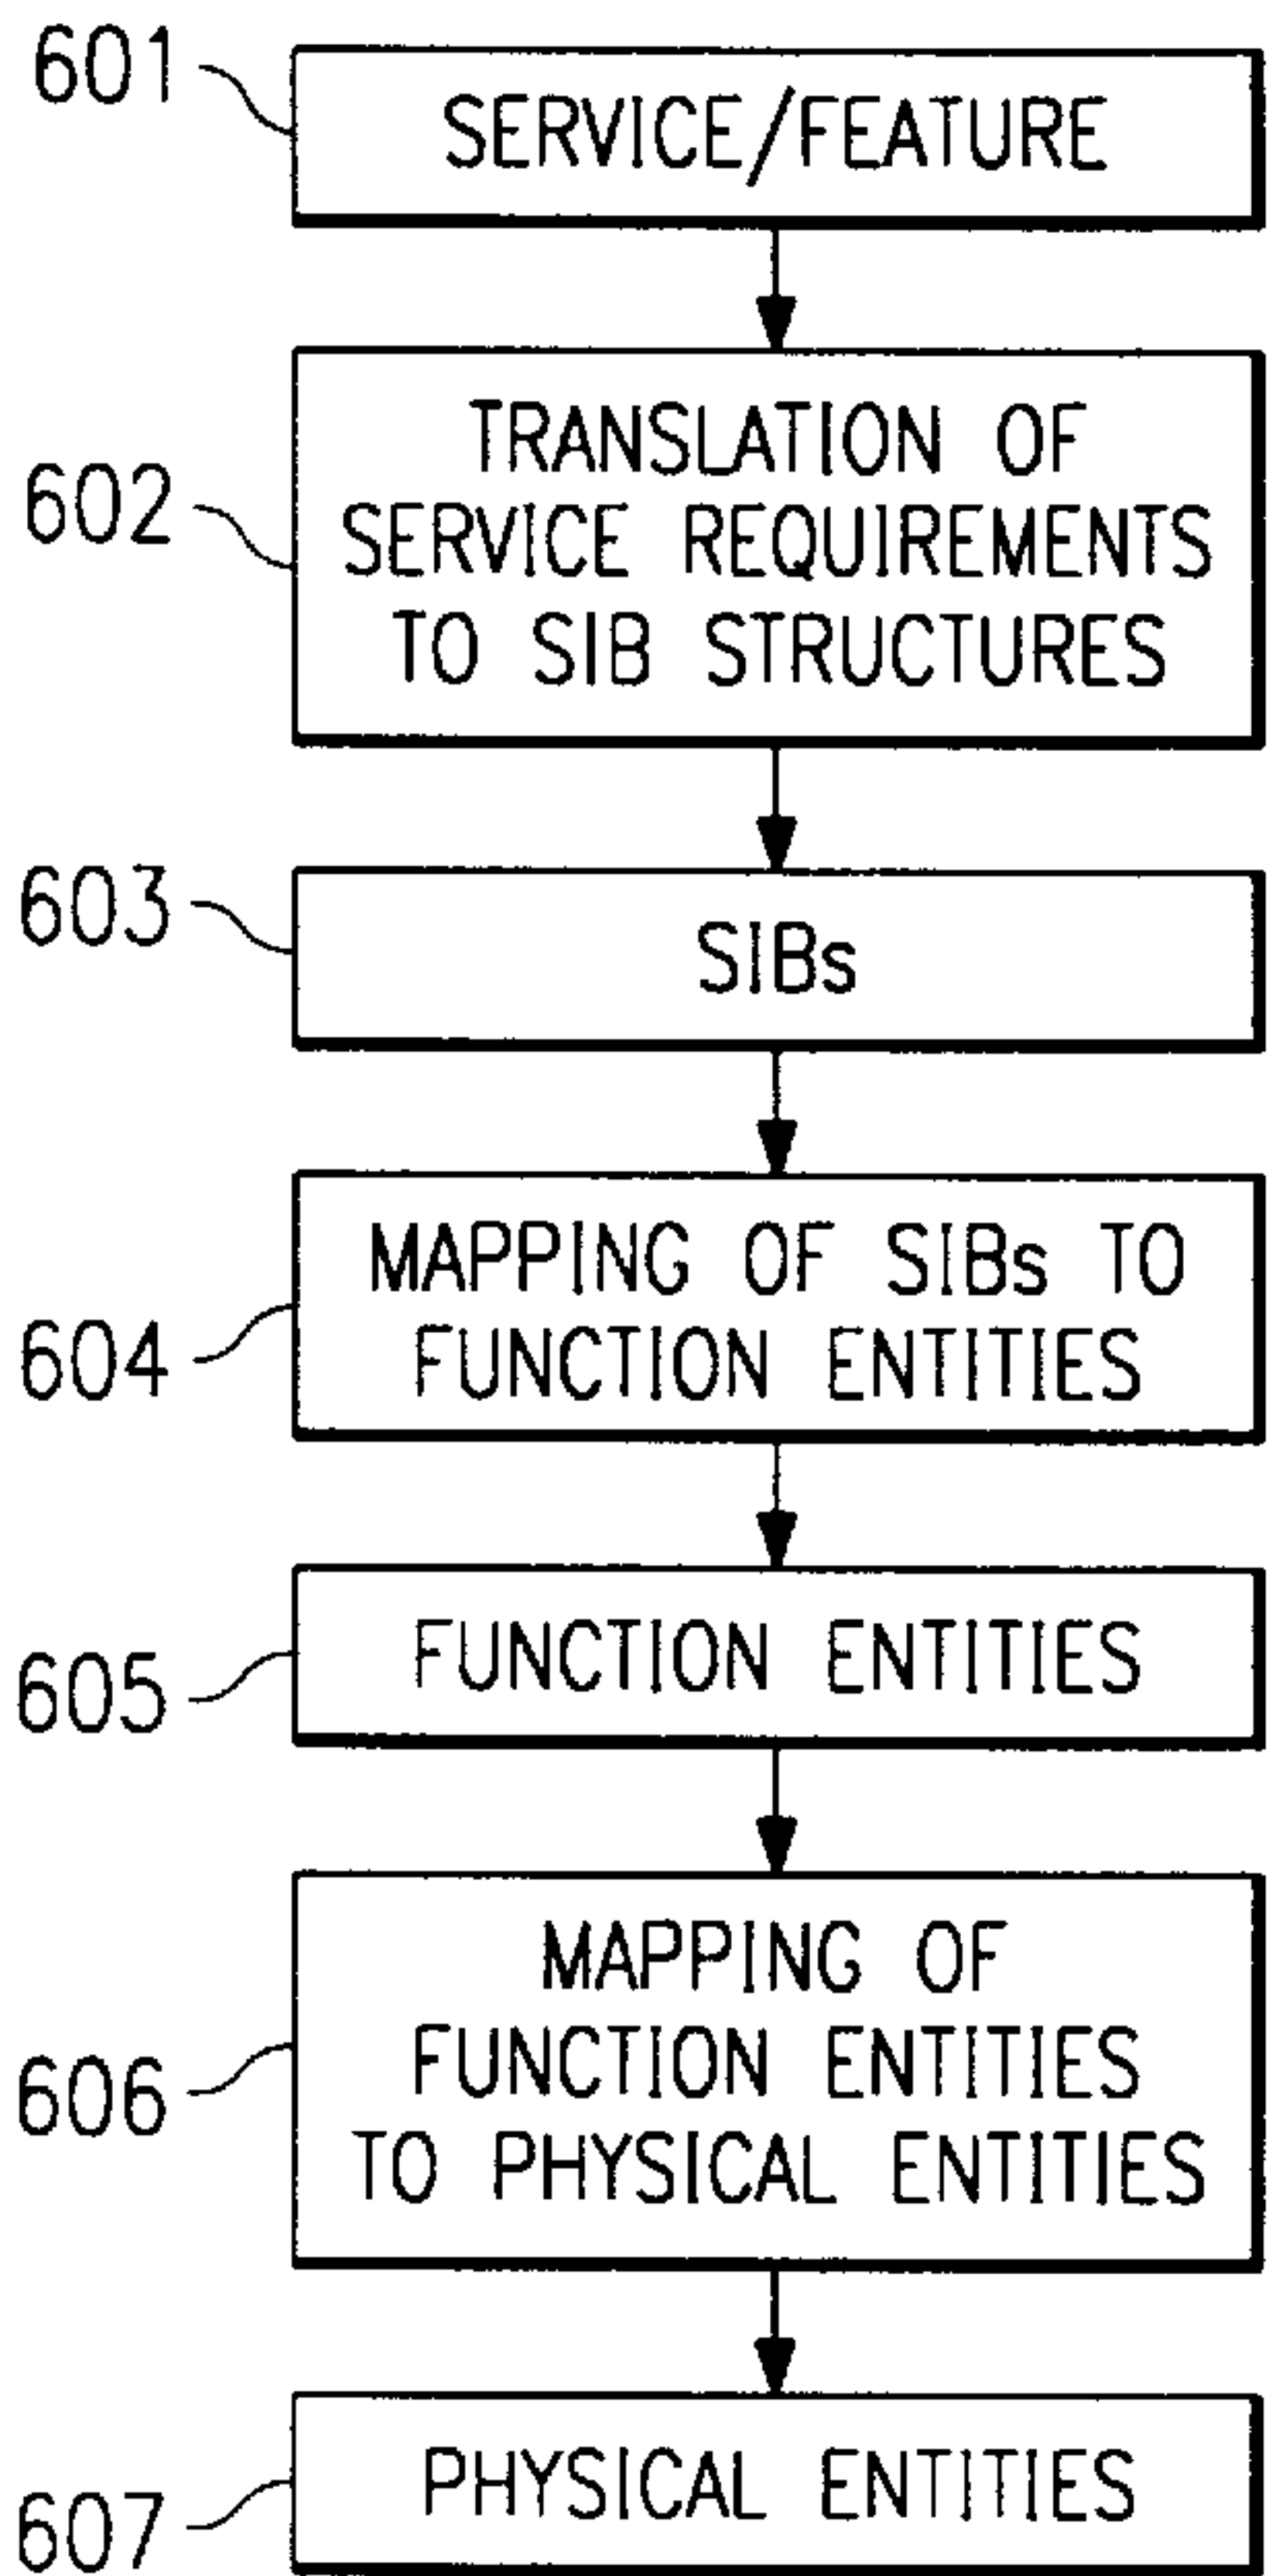 601
SERVICE/FEATURE
602
TRANSLATION OF
SERVICE REQUIREMENTS
TO SIB STRUCTURES
603
SIBs
604
MAPPING OF SIBs TO
FUNCTION ENTITIES
605
FUNCTION ENTITIES
606
MAPPING OF
FUNCTION ENTITIES
TO PHYSICAL ENTITIES
607
PHYSICAL ENTITIES